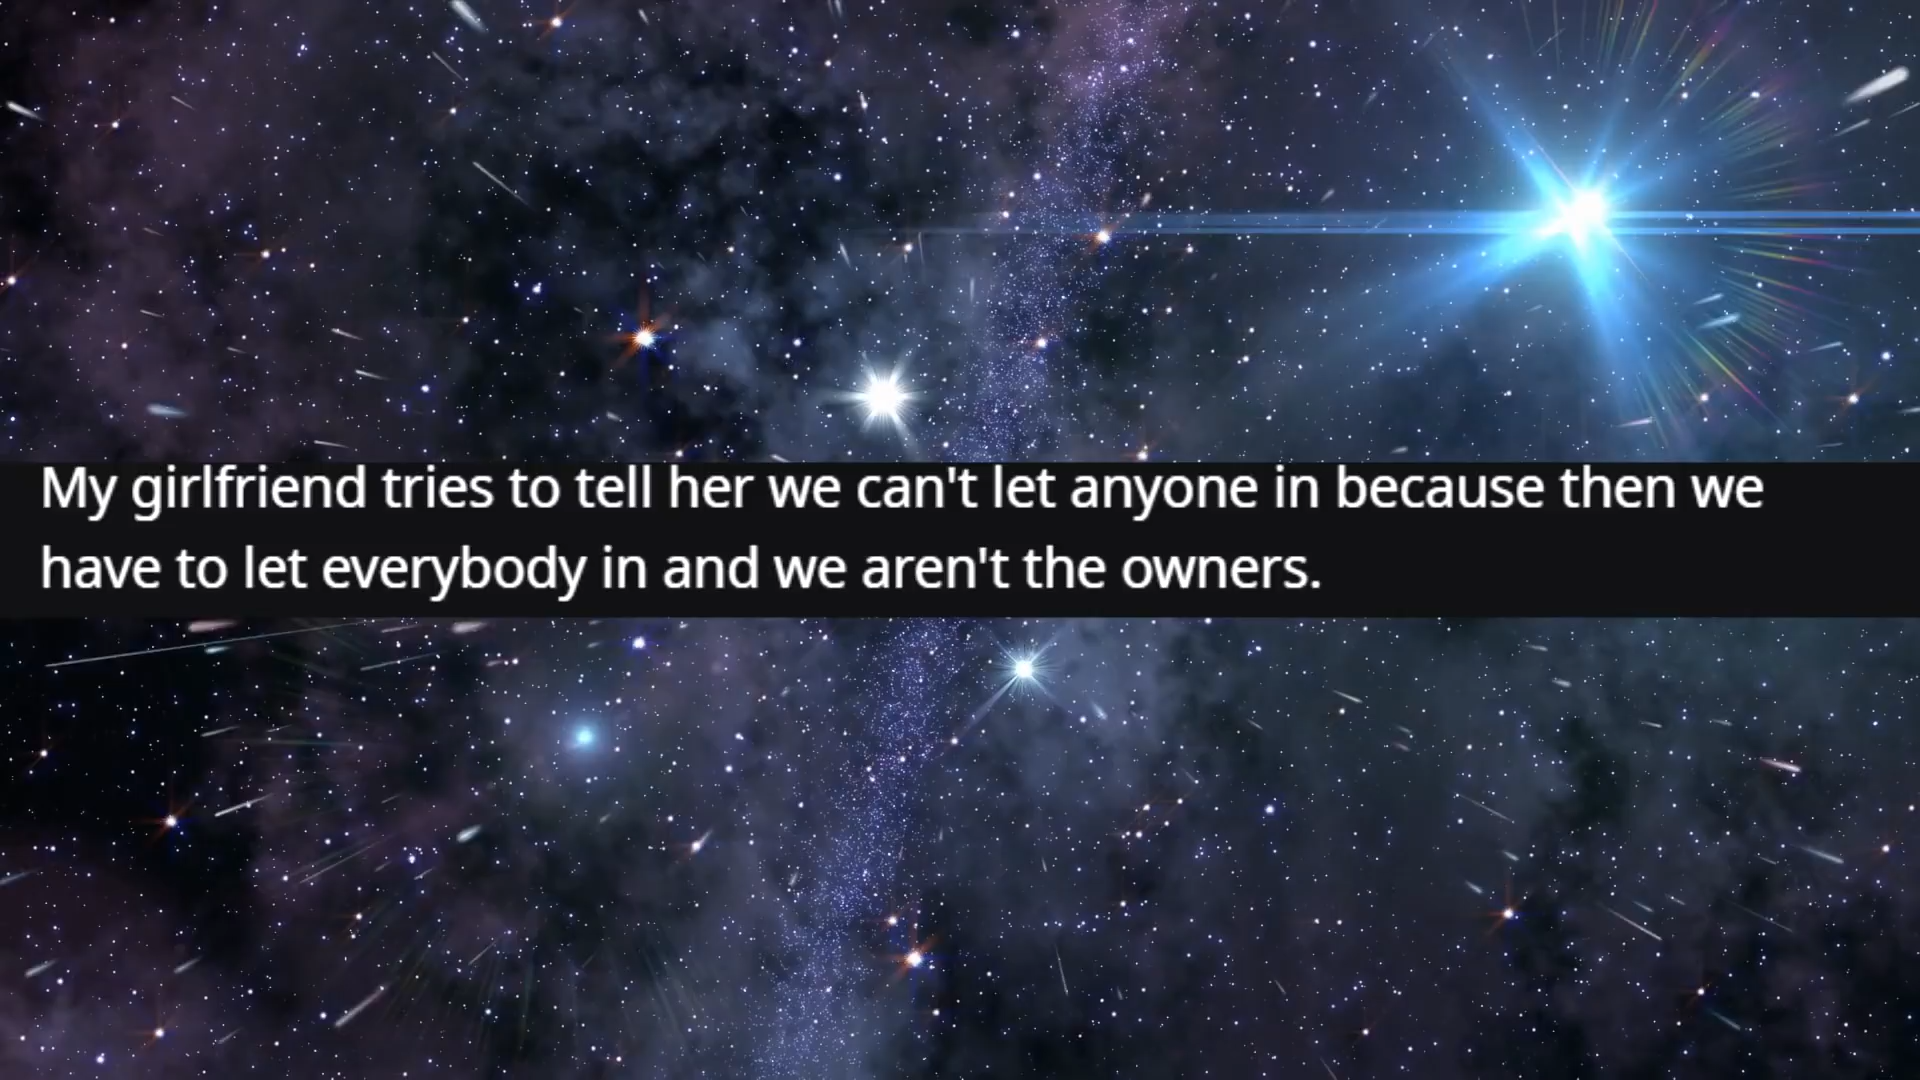 My girlfriend tries to tell her we can't let anyone in because then we
have to let everybody in and we aren't the owners.